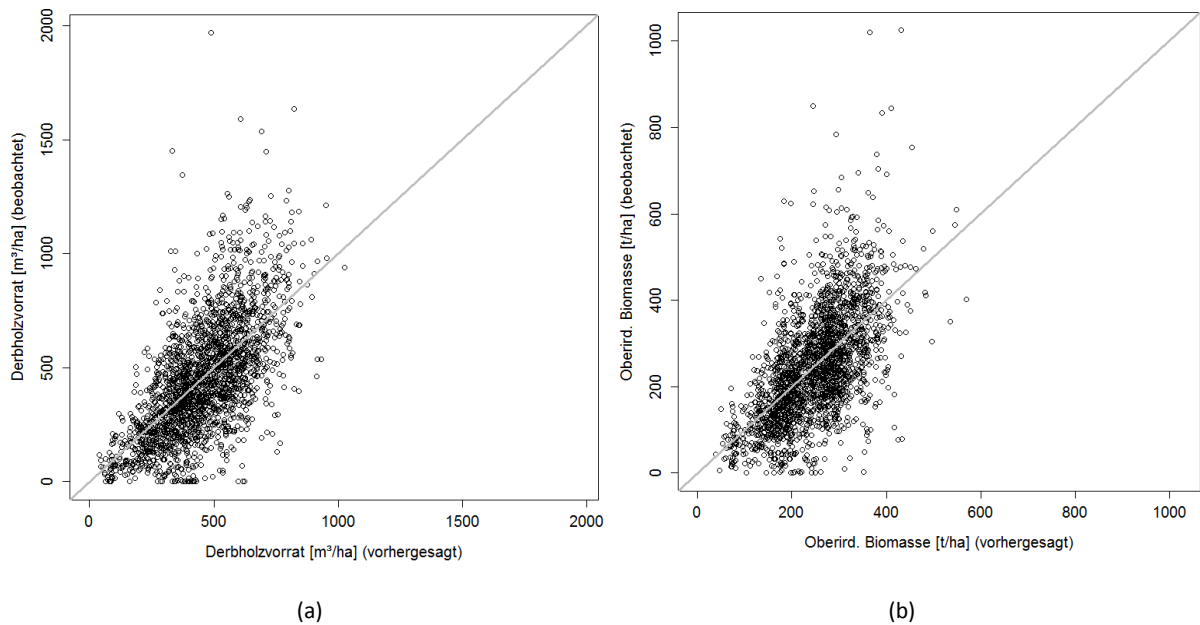 2000
1500
1000
500
0
Derbholzvorrat [m³/ha] (beobachtet)
0 500 1000 1500 2000
Derbholzvorrat [m³/ha] (vorhergesagt)
(a)
1000
800
600
400
200
0
Oberird. Biomasse [t/ha] (beobachtet)
0 200 400 600 800 1000
Oberird. Biomasse [t/ha] (vorhergesagt)
(b)